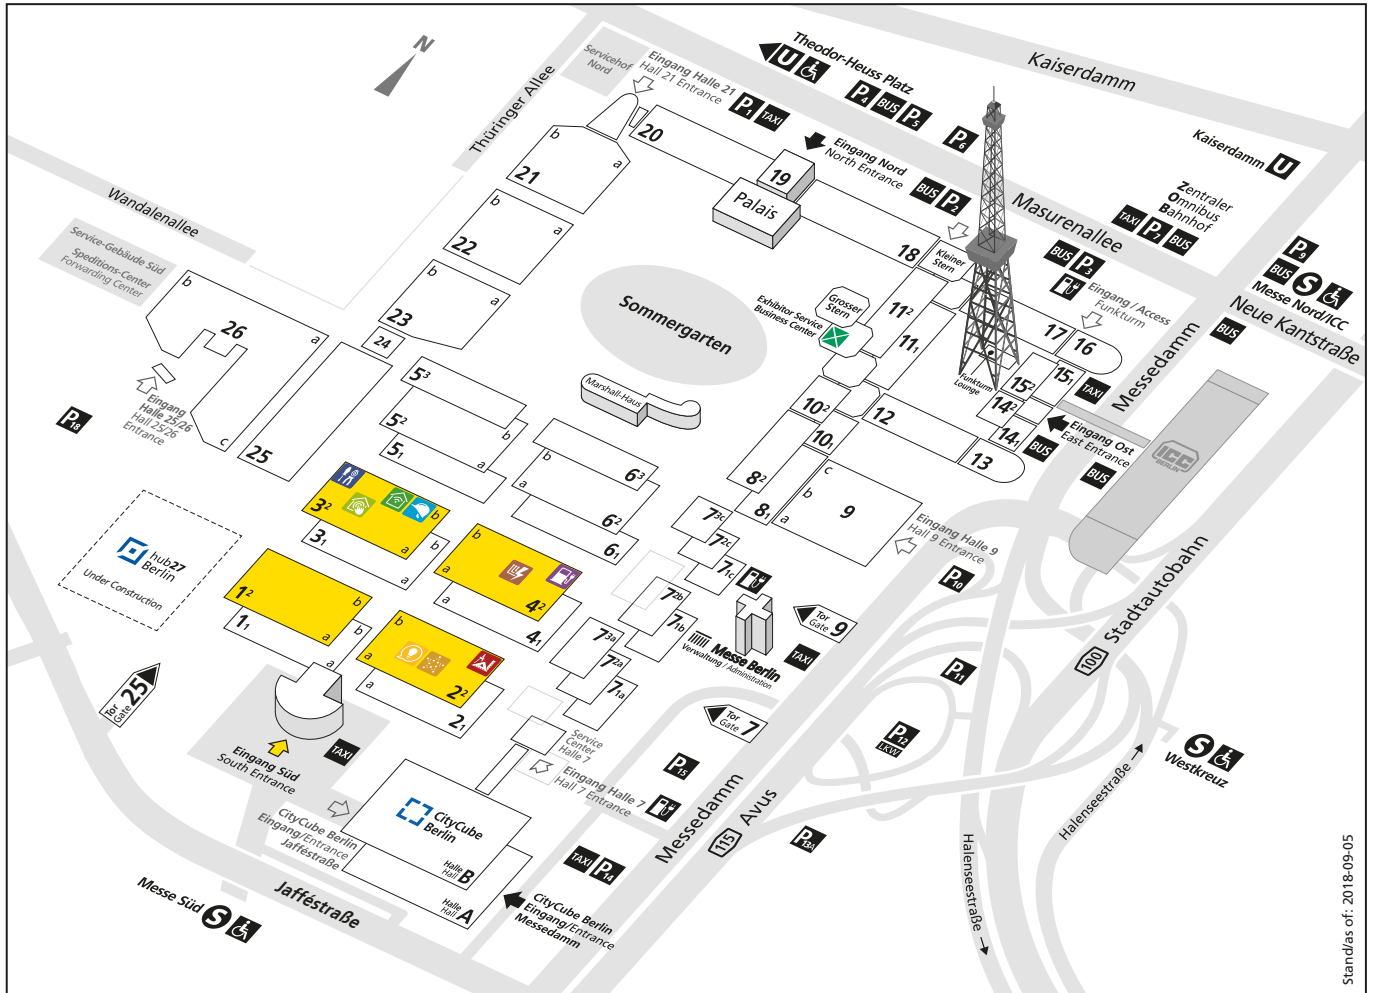 N
Servicehof
Nord
Eingang Halle 21
Hall 21 Entrance
P1
TAXI
Theodor-Heuss Platz
U
P4
BUS
P5
P6
Kaiserdamm
Kaiserdamm U
Thüringer Allee
Wandalenallee
Service-Gebäude Süd
Speditions-Center
Forwarding Center
Eingang Nord
North Entrance
BUS
P2
Masurenallee
Zentraler
Omnibus
Bahnhof
TAXI
P7
BUS
BUS
P3
Eingang / Access
Funkturm
P9
BUS
S
Messe Nord/ICC
Neue Kantstraße
BUS
Messedamm
b
a
21
20
19
Palais
18
Kleiner
Stern
b
a
22
b
a
23
24
b
26
a
c
25
Sommergarten
Exhibitor Service
Business Center
Grosser
Stern
11²
11₁
17
16
Funkturm
Lounge
15²
15₁
TAXI
14²
14₁
BUS
Eingang Ost
East Entrance
BUS
ICC
BERLIN
Marshall-Haus
10²
10₁
12
13
8²
8₁
c
b
a
9
Eingang Halle 9
Hall 9 Entrance
P10
Eingang
Halle 25/26
Hall 25/26
Entrance
P18
5³
5²
b
5₁
a
6³
a
6²
6₁
3²
b
a
3₁
b
a
b
a
4²
a
4₁
1²
b
a
1₁
b
a
b
a
2²
a
2₁
7³c
7²c
7₁c
7²b
7₁b
7³a
7²a
7₁a
hub27
Berlin
Under Construction
Tor
Gate 25
Tor
Gate 9
Messe Berlin
Verwaltung / Administration
TAXI
Tor
Gate 7
100 Stadtautobahn
P11
P12
LKW
S
Westkreuz
Eingang Süd
South Entrance
TAXI
Service
Center
Halle 7
Eingang Halle 7
Hall 7 Entrance
P15
CityCube Berlin
Eingang/Entrance
Jafféstraße
CityCube
Berlin
Halle
Hall B
Halle
Hall A
TAXI
P14
CityCube Berlin
Eingang/Entrance
Messedamm
Messedamm
115 Avus
P13A
Halenseestraße
Halenseestraße
Messe Süd S
Jafféstraße
Stand/as of: 2018-09-05